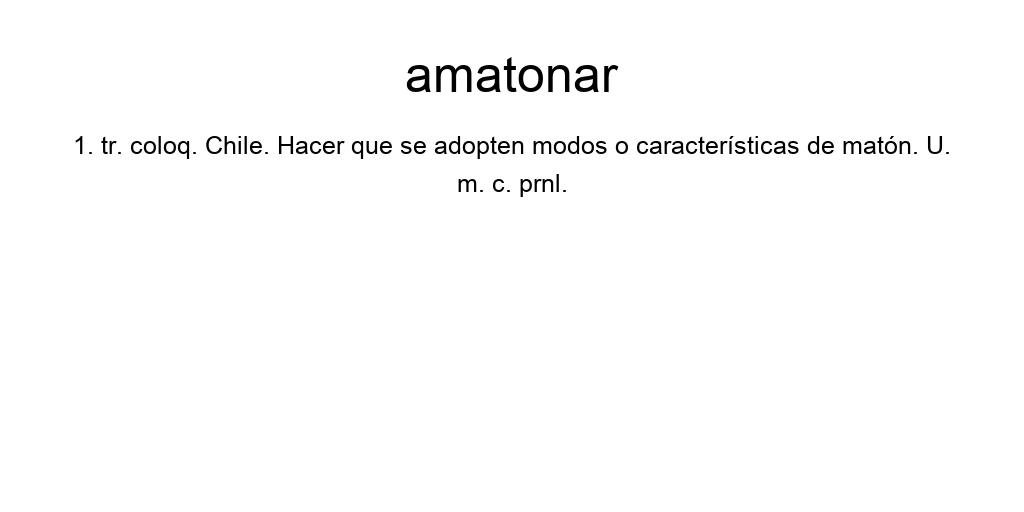 amatonar
1. tr. coloq. Chile. Hacer que se adopten modos o características de matón. U.
m. c. prnl.